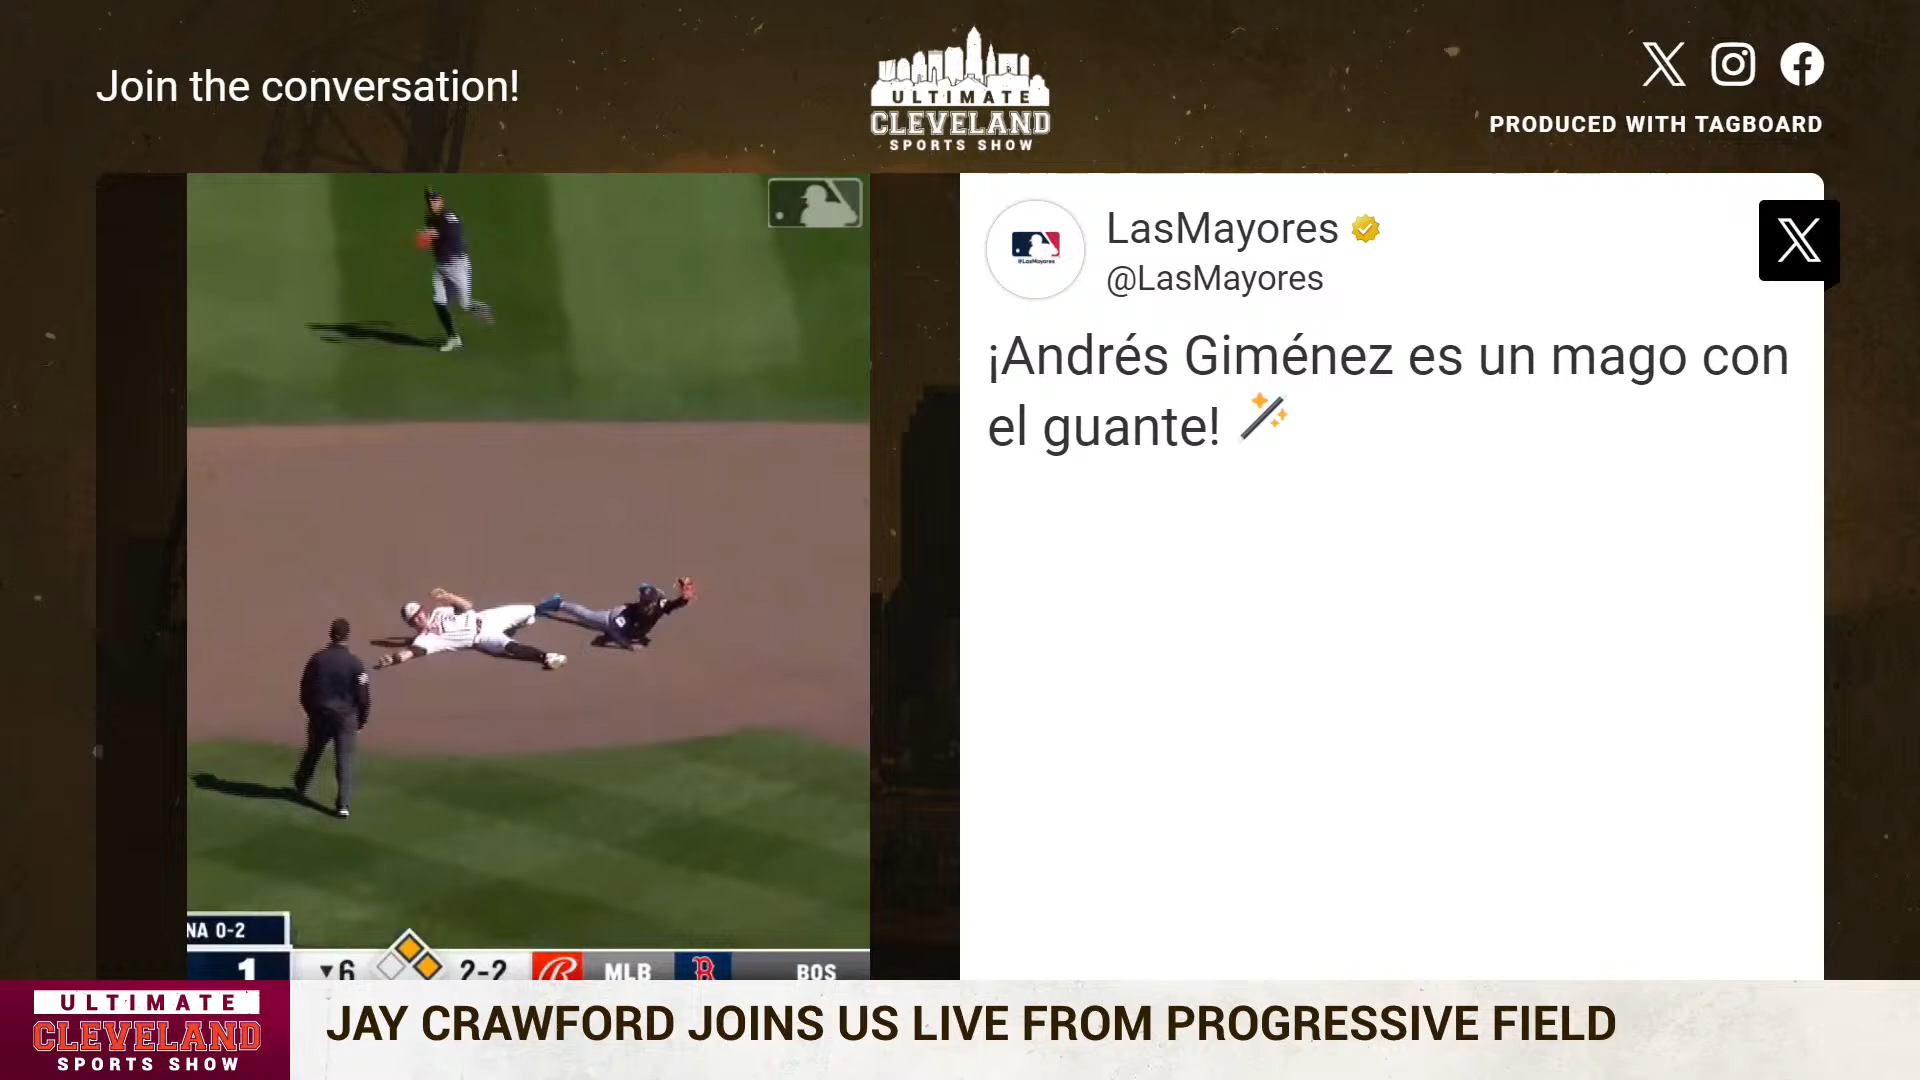 Join the conversation!
ULTIMATE
CLEVELAND
SPORTS SHOW
PRODUCED WITH TAGBOARD
LasMayores
@LasMayores
@LasMayores
¡Andrés Giménez es un mago con
el guante!
NA 0-2
1 ▼6 2-2 R MLB B BOS
ULTIMATE
CLEVELAND
SPORTS SHOW
JAY CRAWFORD JOINS US LIVE FROM PROGRESSIVE FIELD